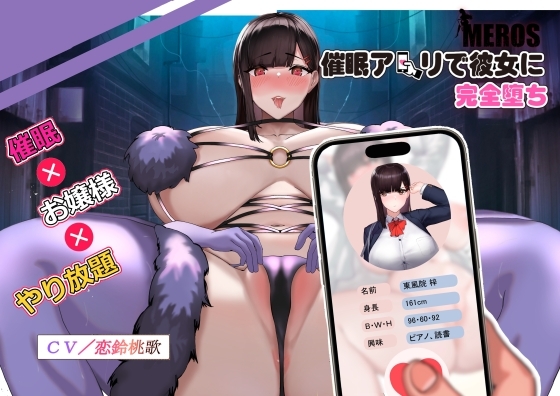 MEROS
催眠アプリで彼女に
完全堕ち
催眠
×
お嬢様
×
やり放題
CV／恋鈴桃歌
名前 東風院 梓
身長 161cm
B・W・H 96・60・92
興味 ピアノ、読書